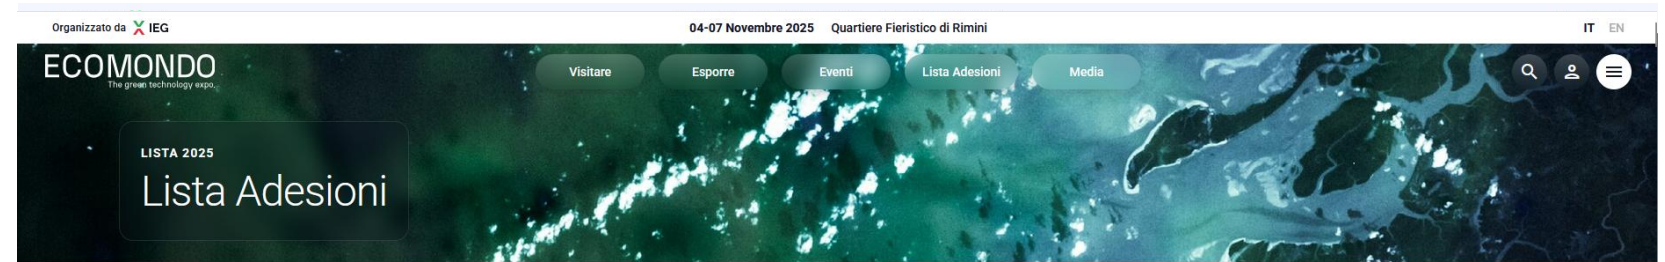 Organizzato da IEG
04-07 Novembre 2025 Quartiere Fieristico di Rimini
IT EN
ECOMONDO
The green technology expo.
Visitare Esporre Eventi Lista Adesioni Media
LISTA 2025
Lista Adesioni